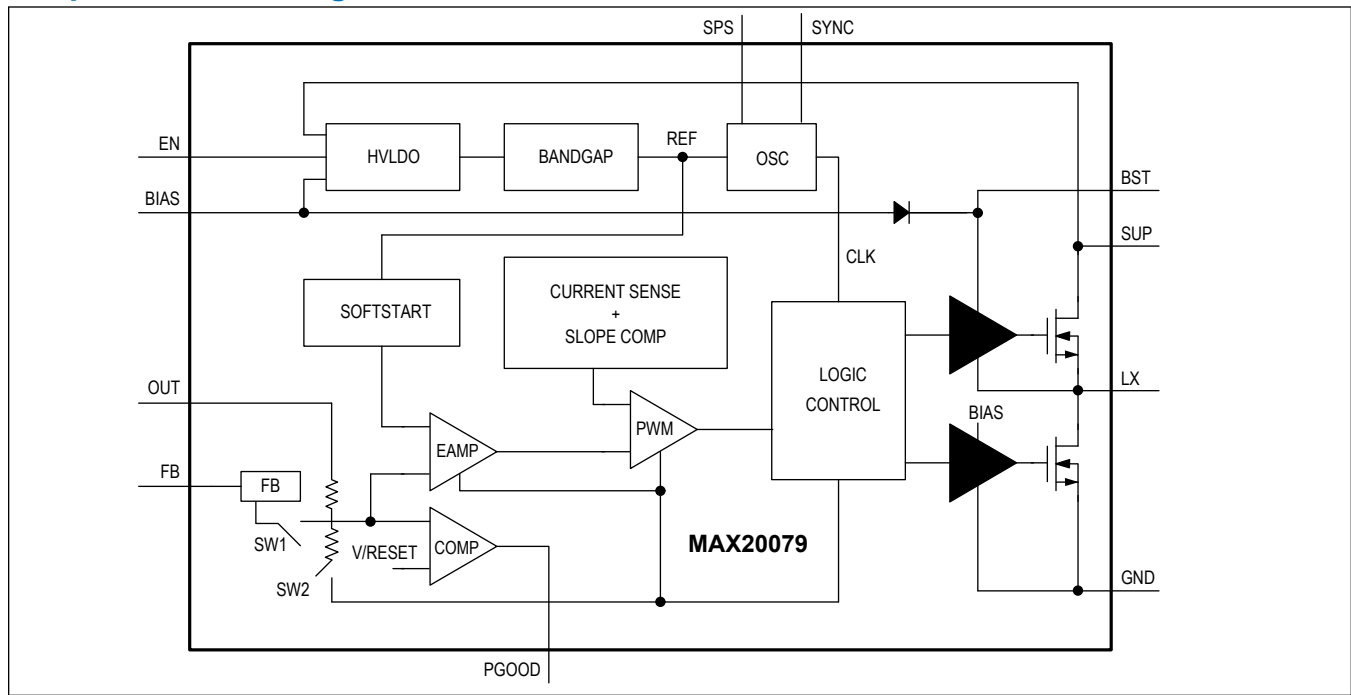 SPS
SYNC
EN
HVLDO
BANDGAP
REF
OSC
BIAS
BST
SUP
CLK
SOFTSTART
CURRENT SENSE
+
SLOPE COMP
LOGIC
CONTROL
OUT
LX
EAMP
PWM
BIAS
FB
FB
SW1
V/RESET
COMP
MAX20079
SW2
GND
PGOOD